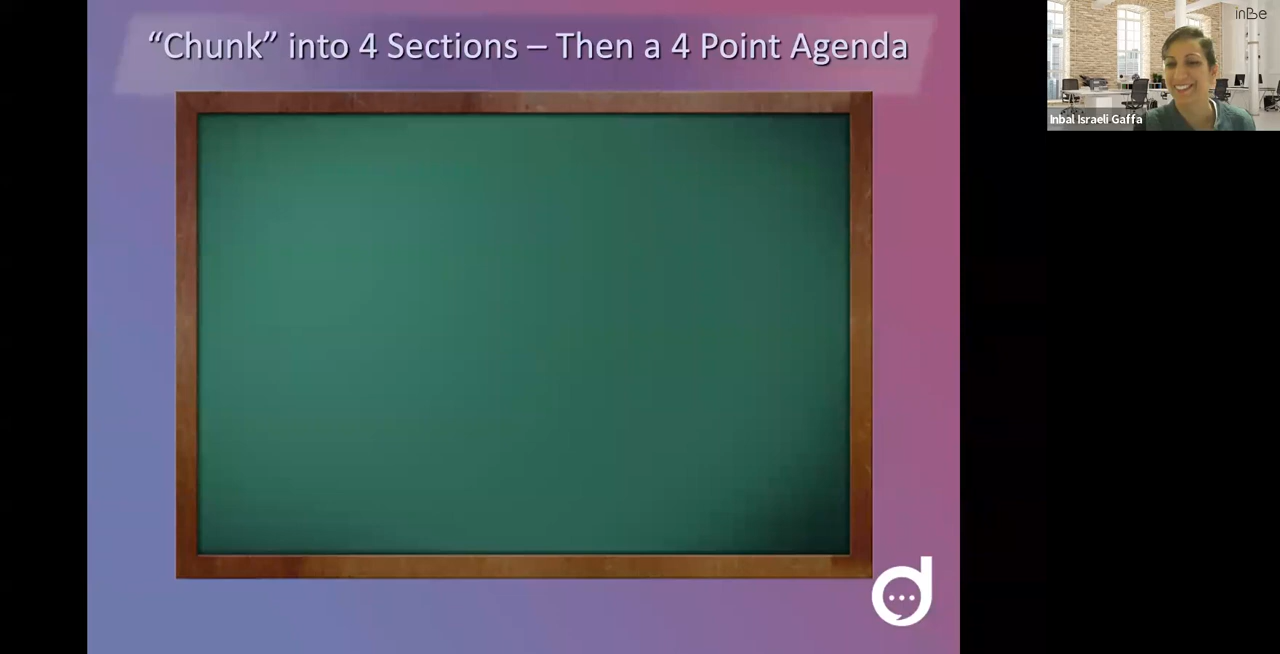 “Chunk” into 4 Sections – Then a 4 Point Agenda
inBe
Inbal Israeli Gaffa